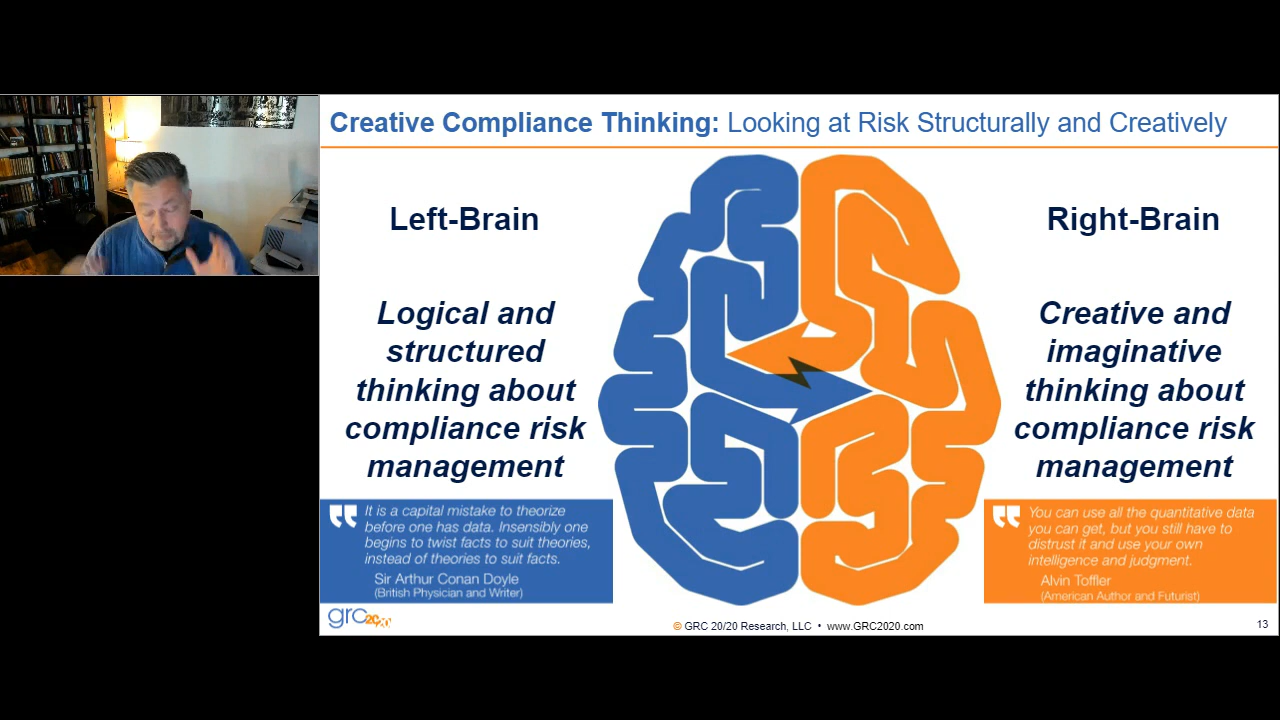 Creative Compliance Thinking: Looking at Risk Structurally and Creatively
Left-Brain
Logical and
structured
thinking about
compliance risk
management
It is a capital mistake to theorize
before one has data. Insensibly one
begins to twist facts to suit theories,
instead of theories to suit facts.
Sir Arthur Conan Doyle
(British Physician and Writer)
Right-Brain
Creative and
imaginative
thinking about
compliance risk
management
You can use all the quantitative data
you can get, but you still have to
distrust it and use your own
intelligence and judgment.
Alvin Toffler
(American Author and Futurist)
grc2020
© GRC 20/20 Research, LLC • www.GRC2020.com
13